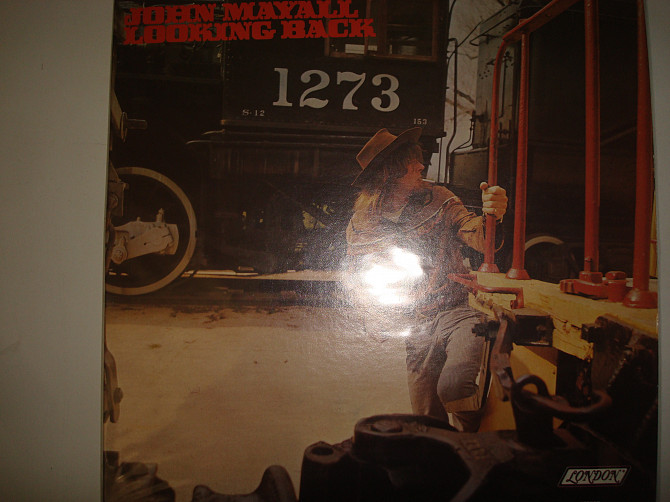 JOHN MAYALL
LOOKING BACK
1273
S-12
153
LONDON